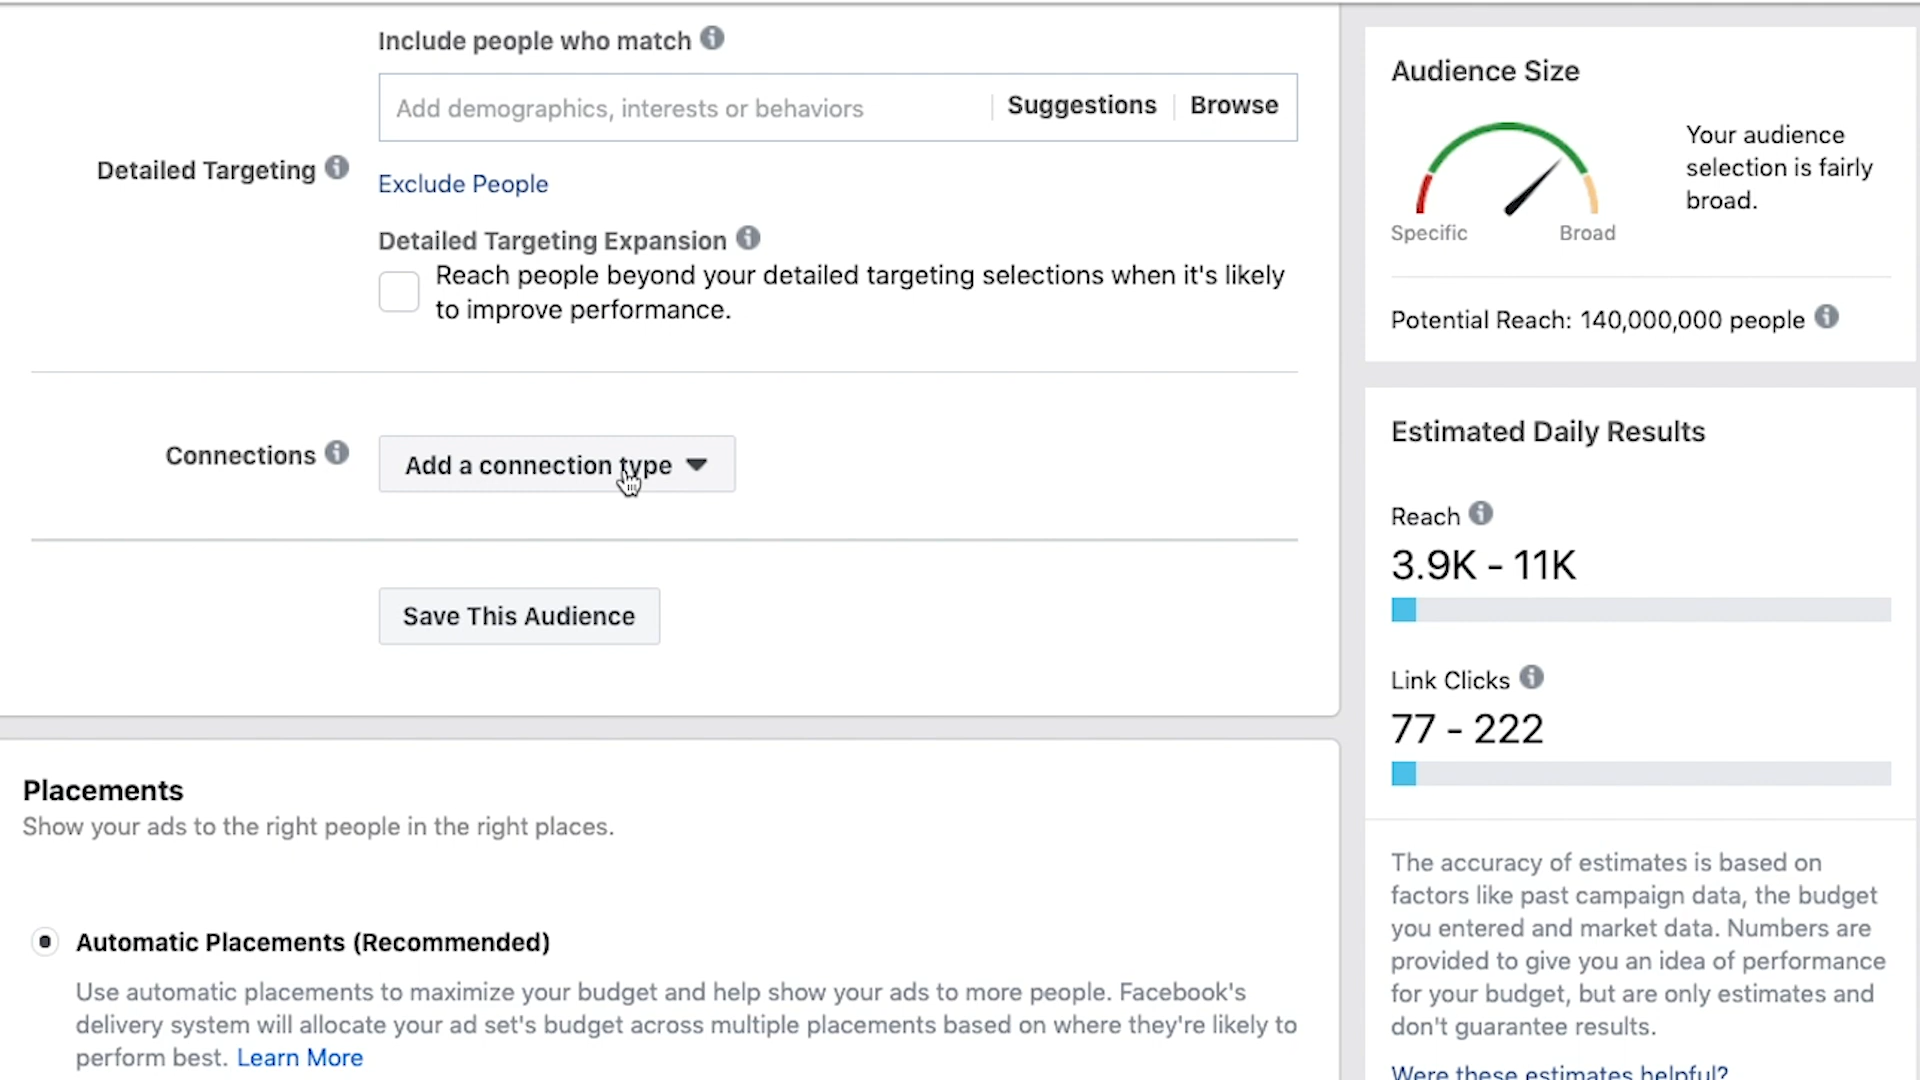 Include people who match
Add demographics, interests or behaviors
Suggestions
Browse
Detailed Targeting
Exclude People
Detailed Targeting Expansion
Reach people beyond your detailed targeting selections when it's likely
to improve performance.
Connections
Add a connection type
Save This Audience
Placements
Show your ads to the right people in the right places.
Automatic Placements (Recommended)
Use automatic placements to maximize your budget and help show your ads to more people. Facebook's
delivery system will allocate your ad set's budget across multiple placements based on where they're likely to
perform best. Learn More
Audience Size
Your audience
selection is fairly
broad.
Specific
Broad
Potential Reach: 140,000,000 people
Estimated Daily Results
Reach
3.9K - 11K
Link Clicks
77 - 222
The accuracy of estimates is based on
factors like past campaign data, the budget
you entered and market data. Numbers are
provided to give you an idea of performance
for your budget, but are only estimates and
don't guarantee results.
Were these estimates helpful?